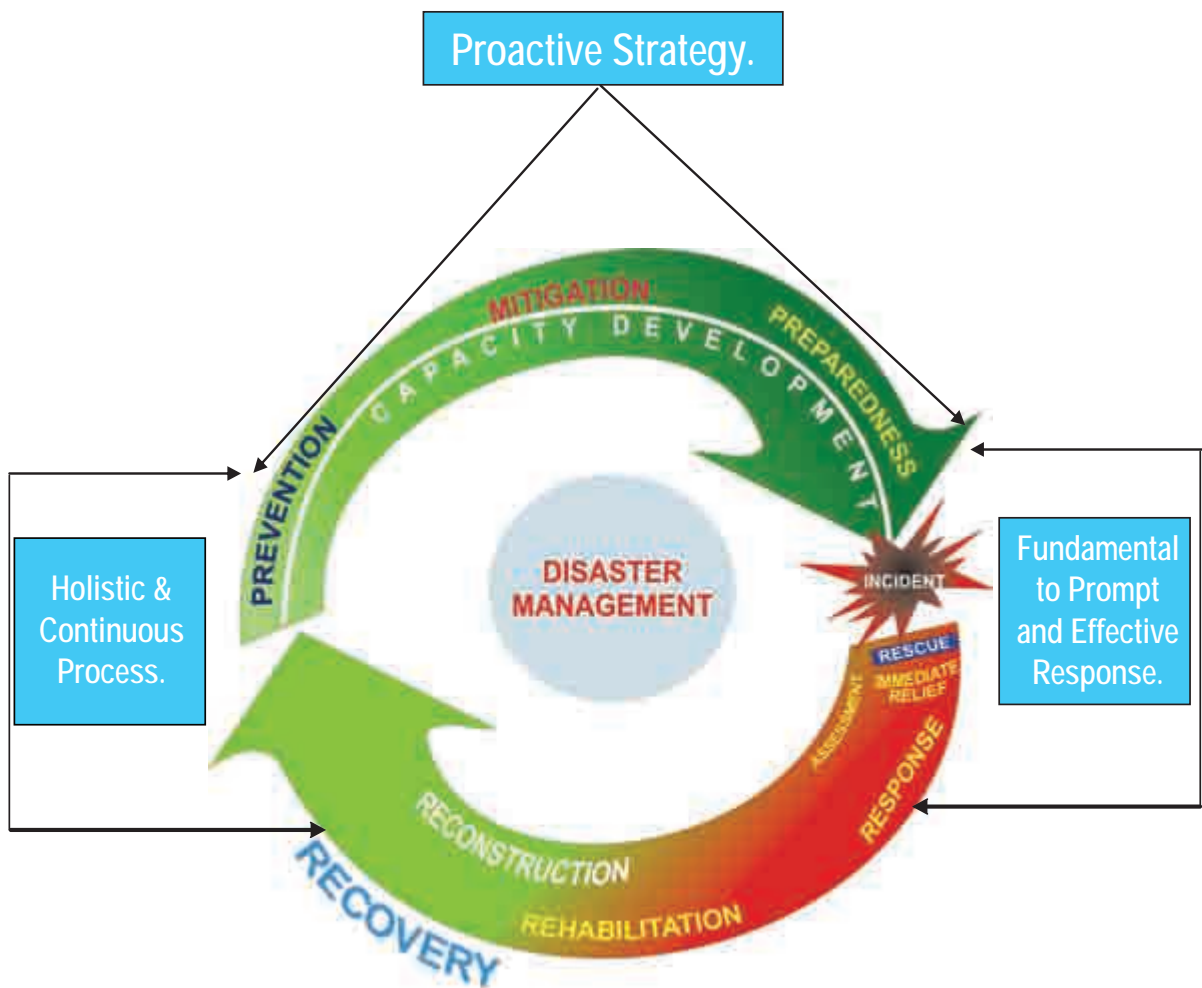 Proactive Strategy.
MITIGATION
CAPACITY DEVELOPMENT
PREPAREDNESS
PREVENTION
Holistic &
Continuous
Process.
DISASTER
MANAGEMENT
INCIDENT
Fundamental
to Prompt
and Effective
Response.
RESCUE
IMMEDIATE
RELIEF
ASSESSMENT
RESPONSE
RECONSTRUCTION
REHABILITATION
RECOVERY